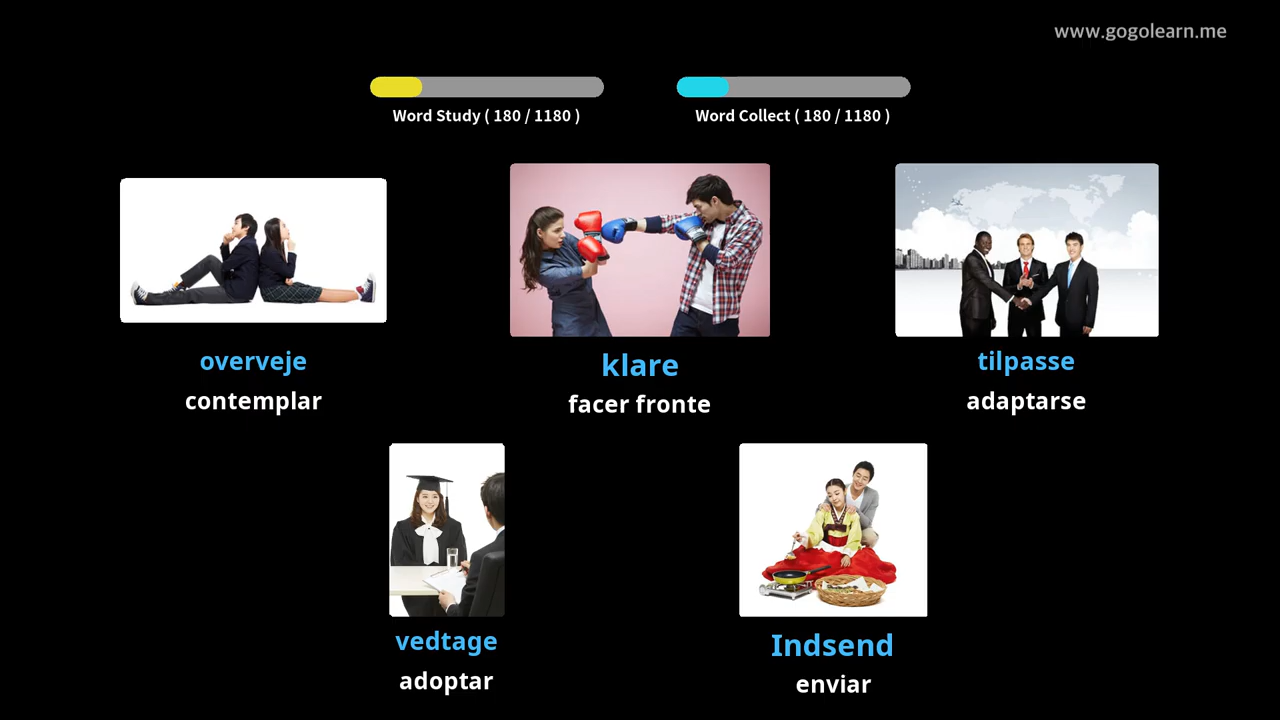 www.gogolearn.me
Word Study ( 180 / 1180 )
Word Collect ( 180 / 1180 )
overveje
contemplar
klare
facer fronte
tilpasse
adaptarse
vedtage
adoptar
Indsend
enviar